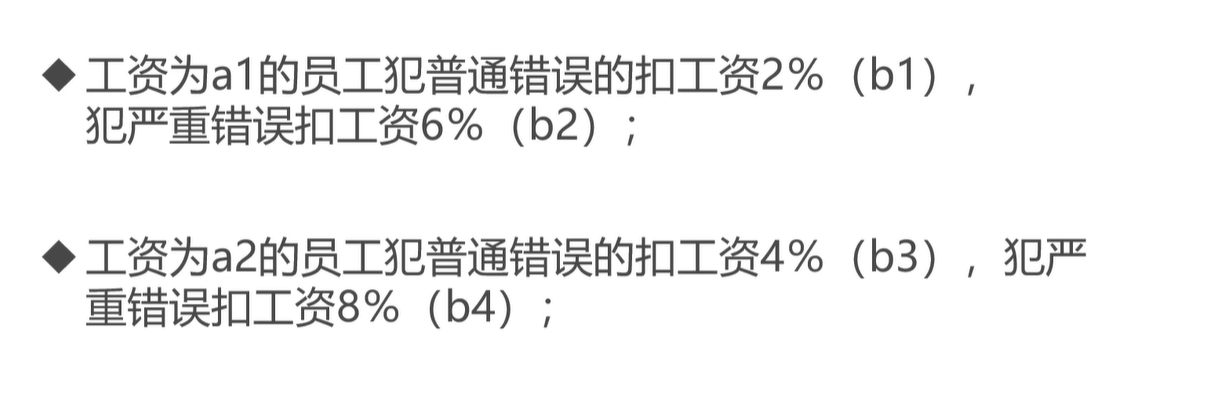 ◆ 工资为a1的员工犯普通错误的扣工资2%（b1），
犯严重错误扣工资6%（b2）；
◆ 工资为a2的员工犯普通错误的扣工资4%（b3），犯严
重错误扣工资8%（b4）；